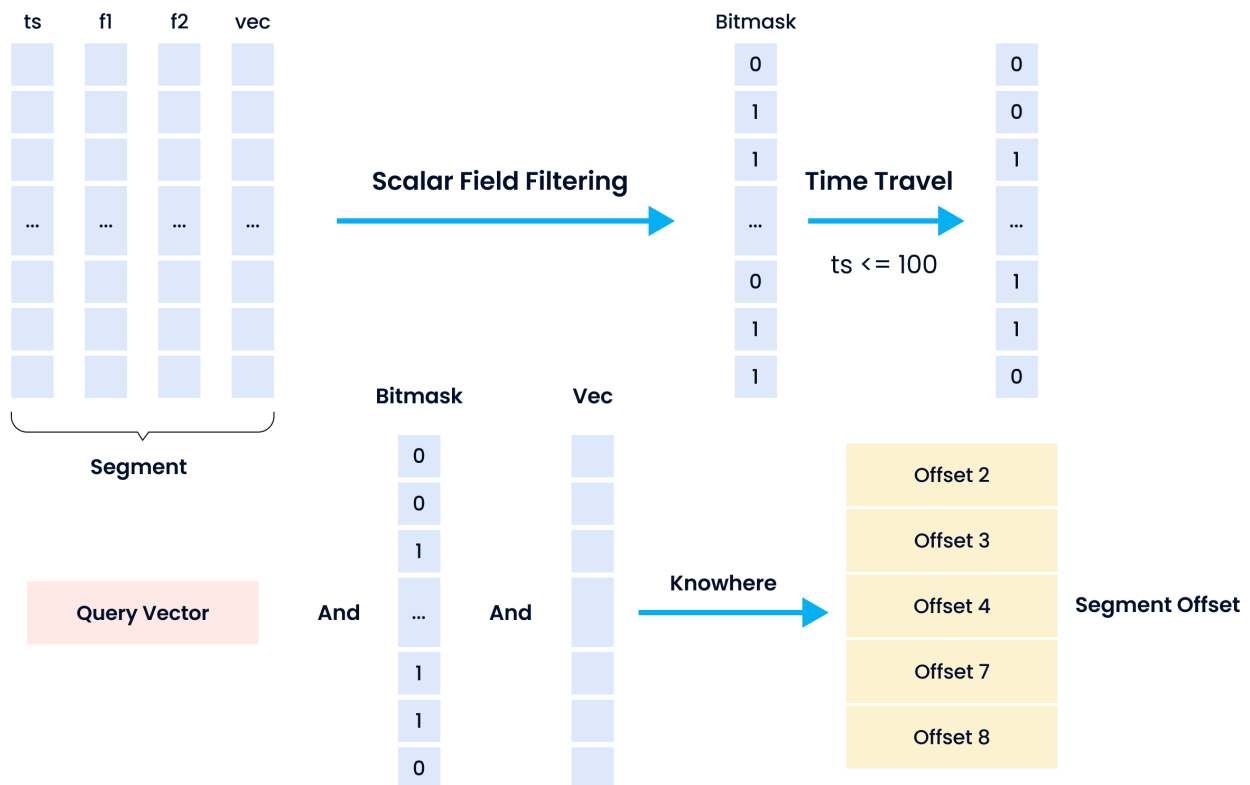 ts f1 f2 vec
... ... ... ...
Segment
Scalar Field Filtering
Bitmask
0
1
1
...
0
1
1
Time Travel
ts <= 100
0
0
1
...
1
1
0
Query Vector
And
Bitmask
0
0
1
...
1
1
0
And
Vec
Knowhere
Offset 2
Offset 3
Offset 4
Offset 7
Offset 8
Segment Offset